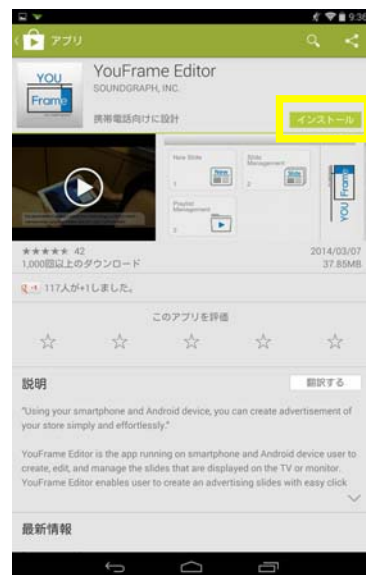 9:36
アプリ
YOU
Frame
YouFrame Editor
SOUNDGRAPH, INC.
携帯電話向けに設計
インストール
New Slide
1
Slide
Management
2
Playlist
Management
3
YOU Frame
★★★★★ 42
2014/03/07
1,000回以上のダウンロード
37.85MB
+1
117人が+1しました。
このアプリを評価
説明
翻訳する
"Using your smartphone and Android device, you can create advertisement of
your store simply and effortlessly."
YouFrame Editor is the app running on smartphone and Android device user to
create, edit, and manage the slides that are displayed on the TV or monitor.
YouFrame Editor enables user to create an advertising slides with easy click
最新情報